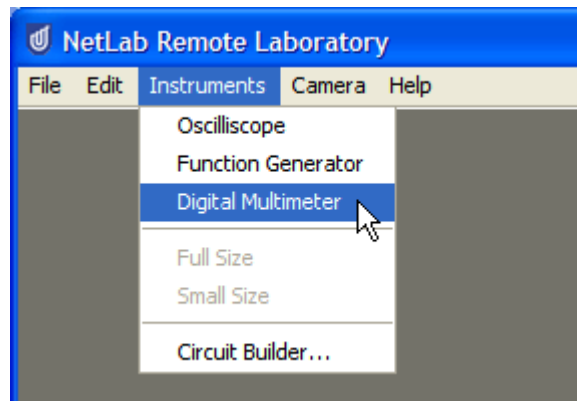 NetLab Remote Laboratory
File Edit Instruments Camera Help
Oscilliscope
Function Generator
Digital Multimeter
Full Size
Small Size
Circuit Builder...